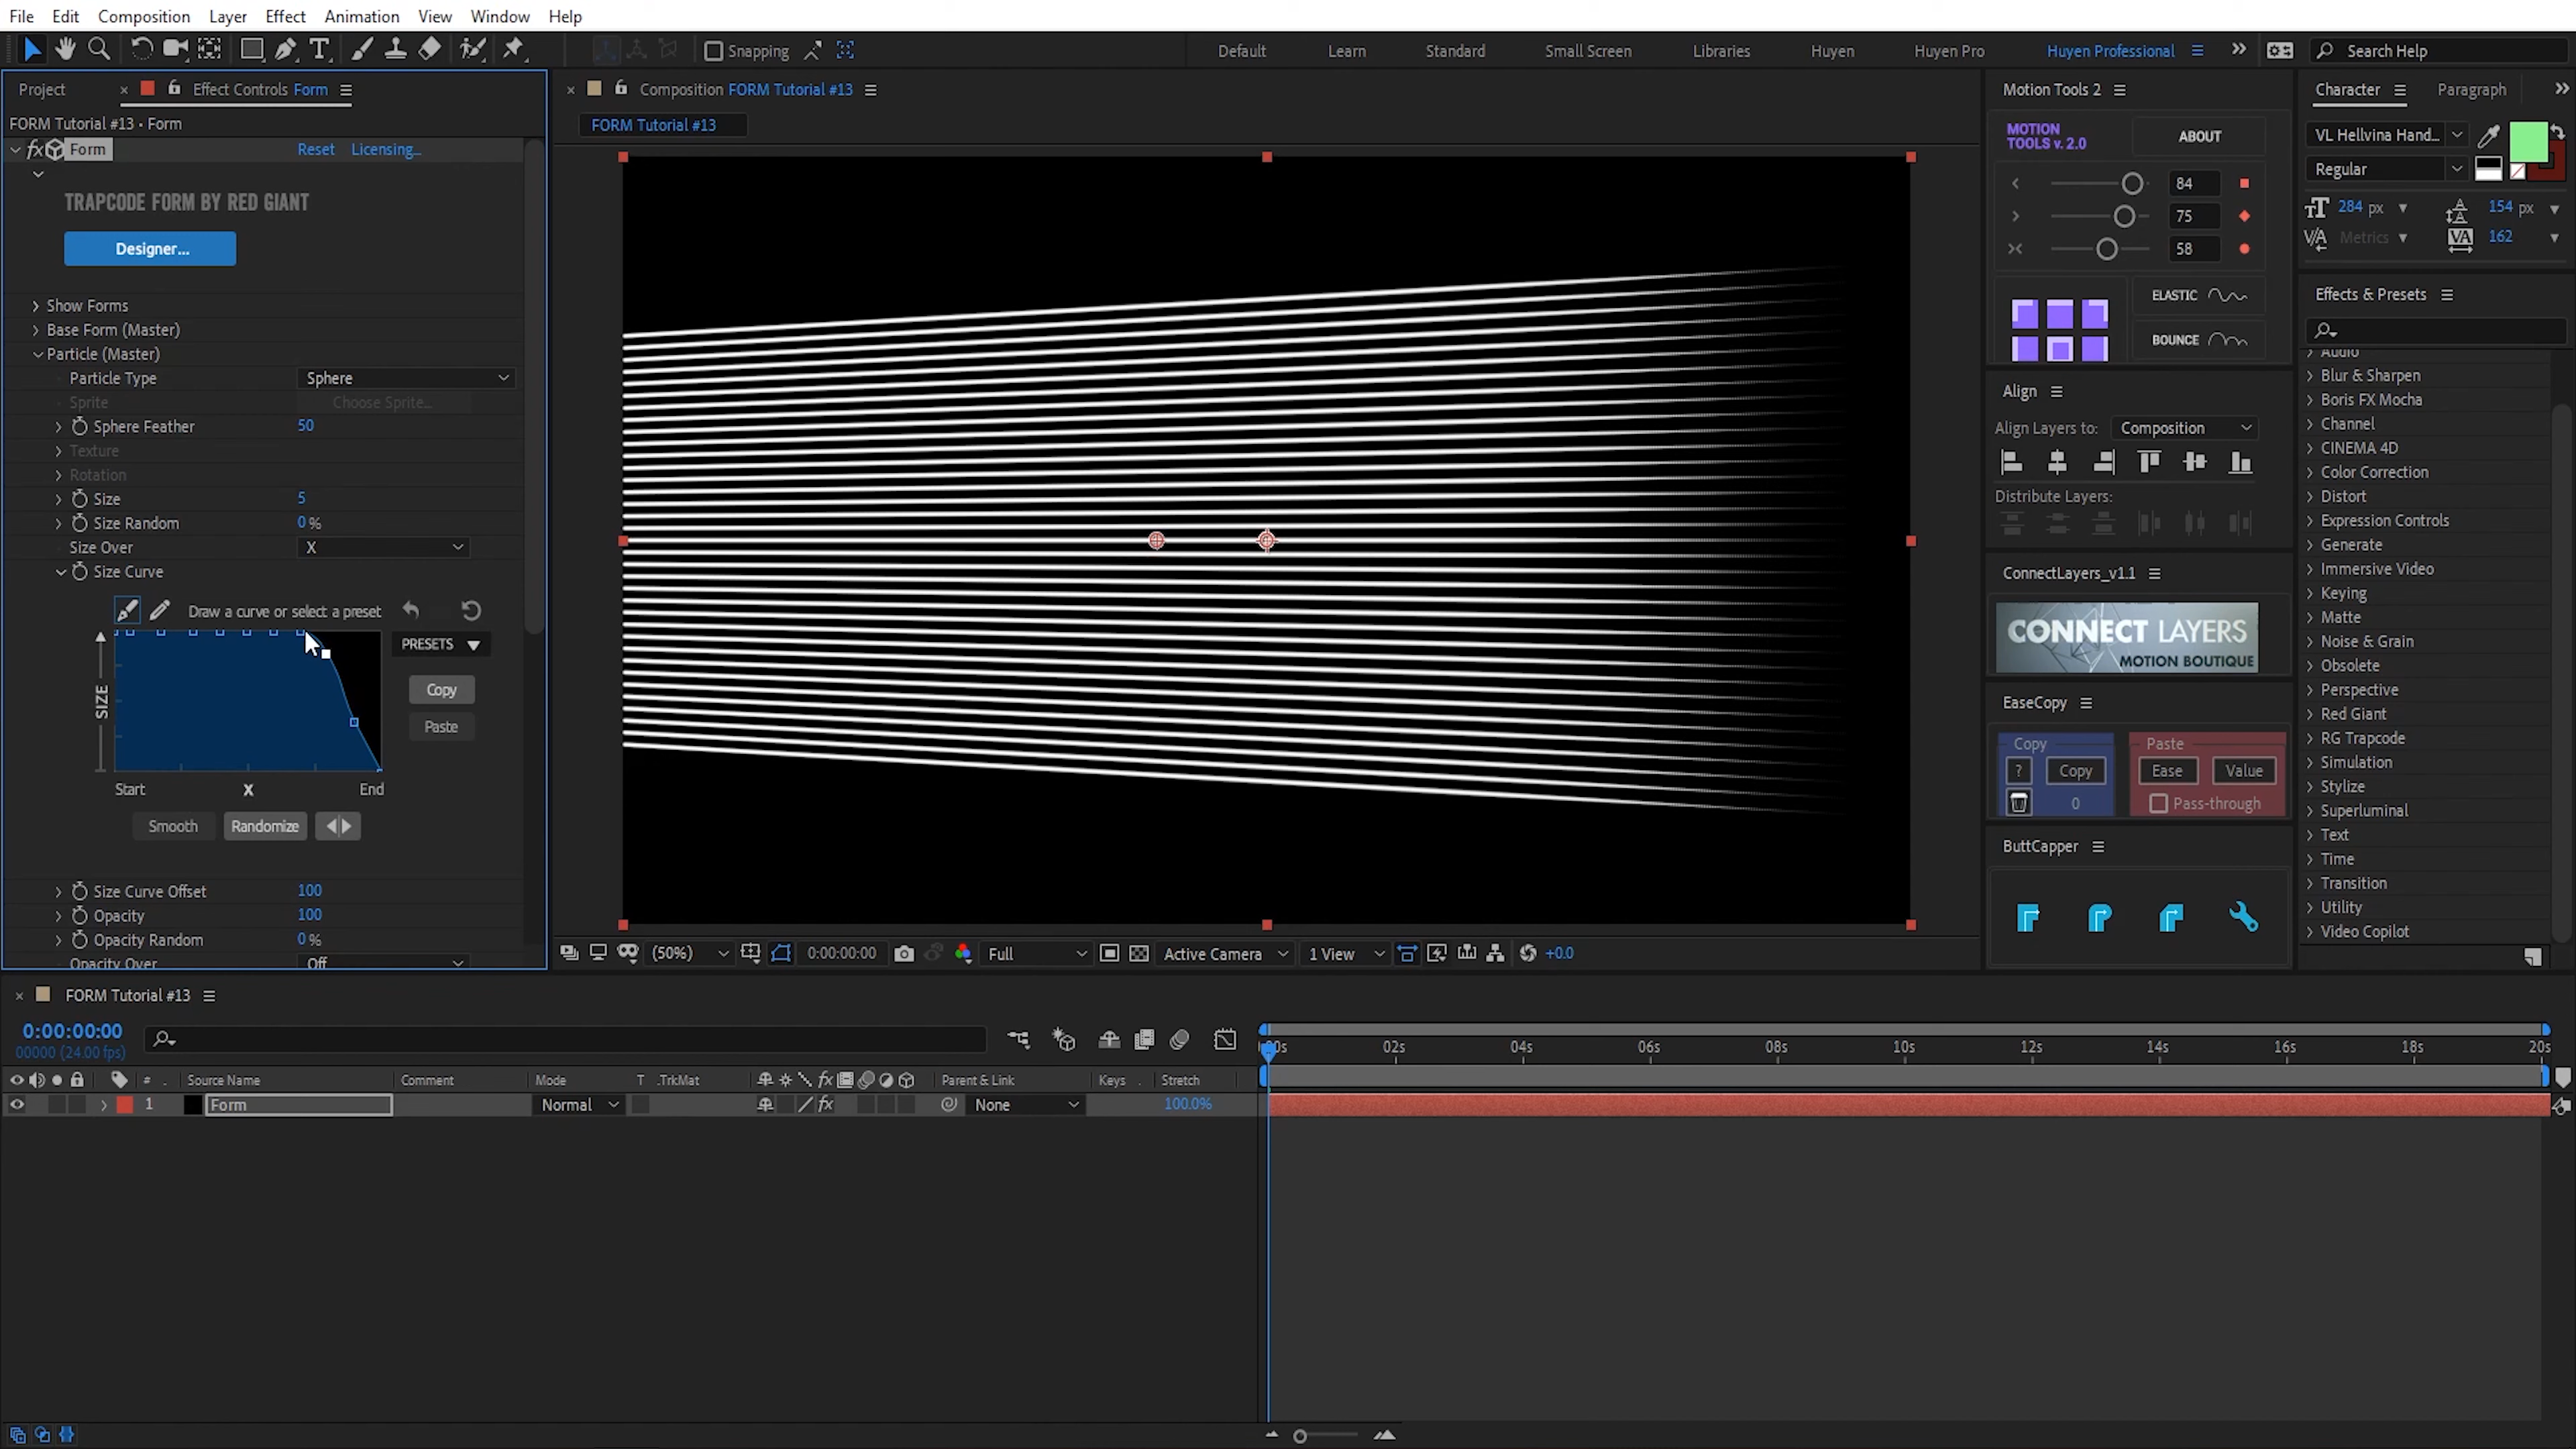 File Edit Composition Layer Effect Animation View Window Help
Snapping Default Learn Standard Small Screen Libraries Huyen Huyen Pro Huyen Professional Search Help
Project × Effect Controls Form
FORM Tutorial #13 • Form
fx Form Reset Licensing...
TRAPCODE FORM BY RED GIANT
Designer...
Show Forms
Base Form (Master)
Particle (Master)
Particle Type Sphere
Sprite Choose Sprite...
Sphere Feather 50
Texture
Rotation
Size 5
Size Random 0 %
Size Over X
Size Curve
Draw a curve or select a preset
PRESETS
Copy
Paste
SIZE
Start X End
Smooth Randomize
Size Curve Offset 100
Opacity 100
Opacity Random 0 %
Opacity Over Off
× Composition FORM Tutorial #13
FORM Tutorial #13
(50%) 0:00:00:00 Full Active Camera 1 View +0.0
Motion Tools 2
MOTION
TOOLS v. 2.0
ABOUT
84
75
58
ELASTIC
BOUNCE
Align
Align Layers to: Composition
Distribute Layers:
ConnectLayers_v1.1
CONNECT LAYERS
MOTION BOUTIQUE
EaseCopy
Copy Paste
? Copy Ease Value
0 Pass-through
ButtCapper
Character Paragraph
VL Hellvina Hand...
Regular
284 px 154 px
Metrics 162
Effects & Presets
Audio
Blur & Sharpen
Boris FX Mocha
Channel
CINEMA 4D
Color Correction
Distort
Expression Controls
Generate
Immersive Video
Keying
Matte
Noise & Grain
Obsolete
Perspective
Red Giant
RG Trapcode
Simulation
Stylize
Superluminal
Text
Time
Transition
Utility
Video Copilot
× FORM Tutorial #13
0:00:00:00
00000 (24.00 fps)
02s 04s 06s 08s 10s 12s 14s 16s 18s 20s
# Source Name Comment Mode T .TrkMat fx Parent & Link Keys Stretch
1 Form Normal fx None 100.0%